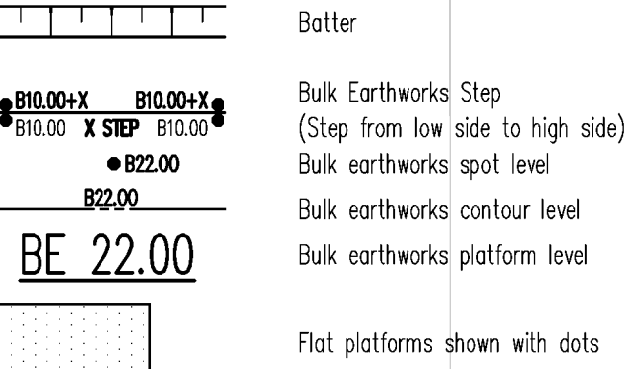 Batter
B10.00+X B10.00+X Bulk Earthworks Step
B10.00 X STEP B10.00 (Step from low side to high side)
B22.00 Bulk earthworks spot level
B22.00 Bulk earthworks contour level
BE 22.00 Bulk earthworks platform level
Flat platforms shown with dots